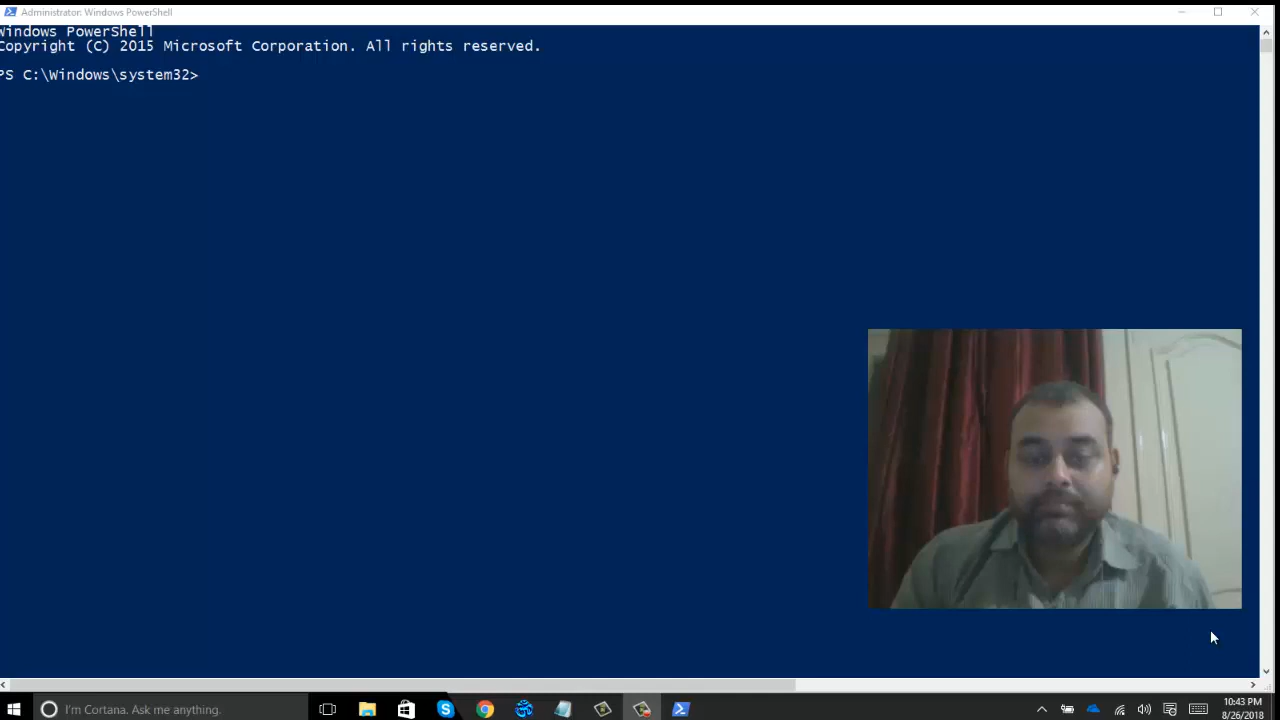 Administrator: Windows PowerShell
Windows PowerShell
Copyright (C) 2015 Microsoft Corporation. All rights reserved.
PS C:\Windows\system32>
I'm Cortana. Ask me anything.
10:43 PM
8/26/2018